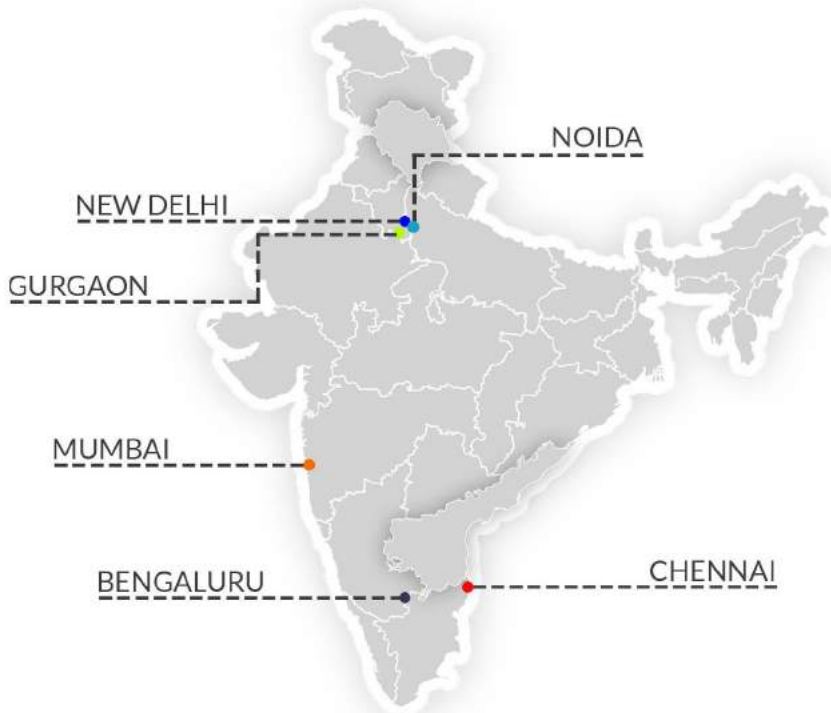 NOIDA
NEW DELHI
GURGAON
MUMBAI
BENGALURU
CHENNAI